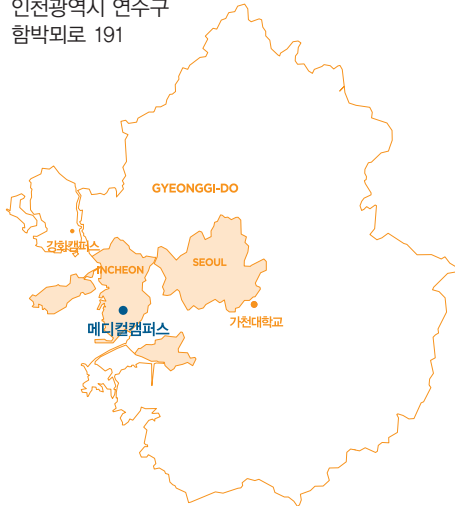 인천광역시 연수구
함박뫼로 191
GYEONGGI-DO
강화캠퍼스
INCHEON
SEOUL
메디컬캠퍼스
가천대학교